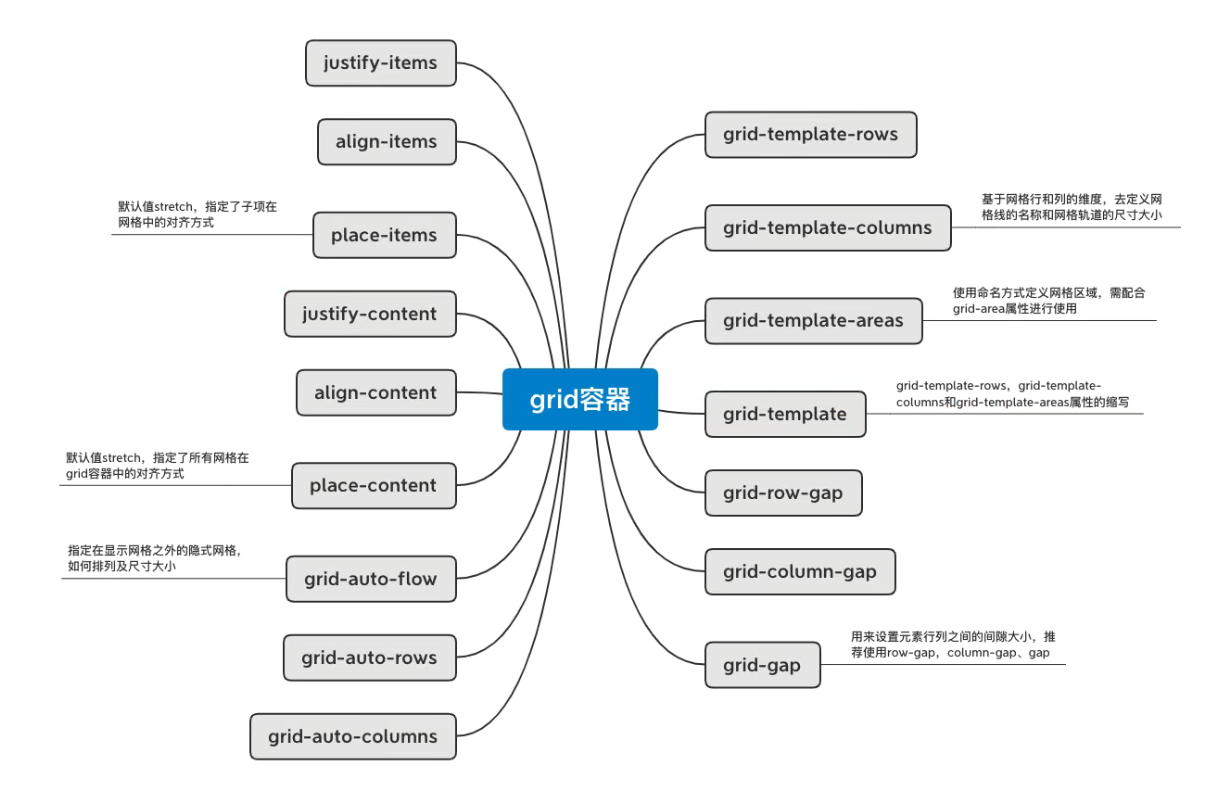 justify-items
align-items
默认值stretch，指定了子项在
网格中的对齐方式
place-items
justify-content
align-content
默认值stretch，指定了所有网格在
grid容器中的对齐方式
place-content
指定在显示网格之外的隐式网格，
如何排列及尺寸大小
grid-auto-flow
grid-auto-rows
grid-auto-columns
grid容器
grid-template-rows
grid-template-columns
基于网格行和列的维度，去定义网
格线的名称和网格轨道的尺寸大小
grid-template-areas
使用命名方式定义网格区域，需配合
grid-area属性进行使用
grid-template
grid-template-rows，grid-template-
columns和grid-template-areas属性的缩写
grid-row-gap
grid-column-gap
grid-gap
用来设置元素行列之间的间隙大小，推
荐使用row-gap，column-gap、gap